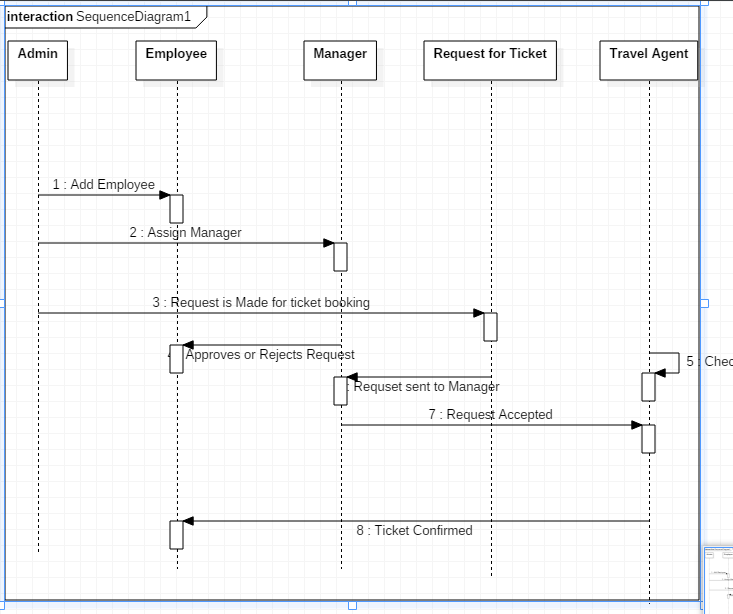 interaction SequenceDiagram1
Admin
Employee
Manager
Request for Ticket
Travel Agent
1 : Add Employee
2 : Assign Manager
3 : Request is Made for ticket booking
Approves or Rejects Request
5 : Chec
: Requset sent to Manager
7 : Request Accepted
8 : Ticket Confirmed